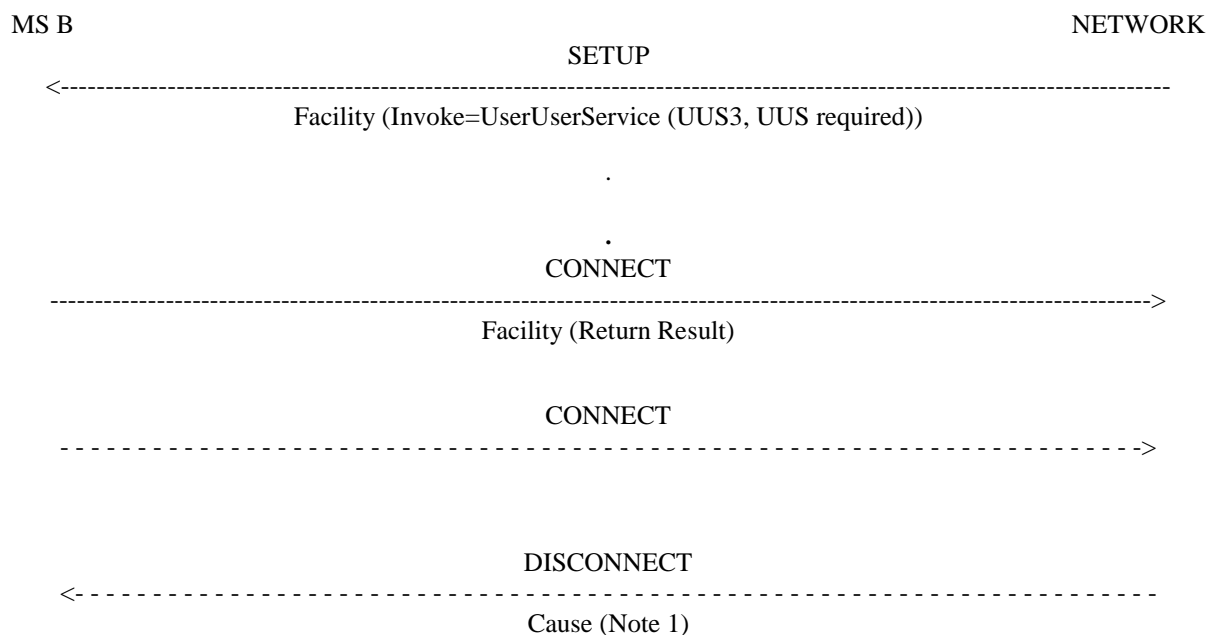 MS B NETWORK
SETUP
<------------------------------------------------------------------------------------------------------------------------------
Facility (Invoke=UserUserService (UUS3, UUS required))
.
.
CONNECT
------------------------------------------------------------------------------------------------------------------------------>
Facility (Return Result)
CONNECT
- - - - - - - - - - - - - - - - - - - - - - - - - - - - - - - - - - - - - - - - - - - - - - - - - - - - - - - - - - - - - - - - - - - - - - ->
DISCONNECT
<- - - - - - - - - - - - - - - - - - - - - - - - - - - - - - - - - - - - - - - - - - - - - - - - - - - - - - - - - - - - - - - - - - - - - - -
Cause (Note 1)